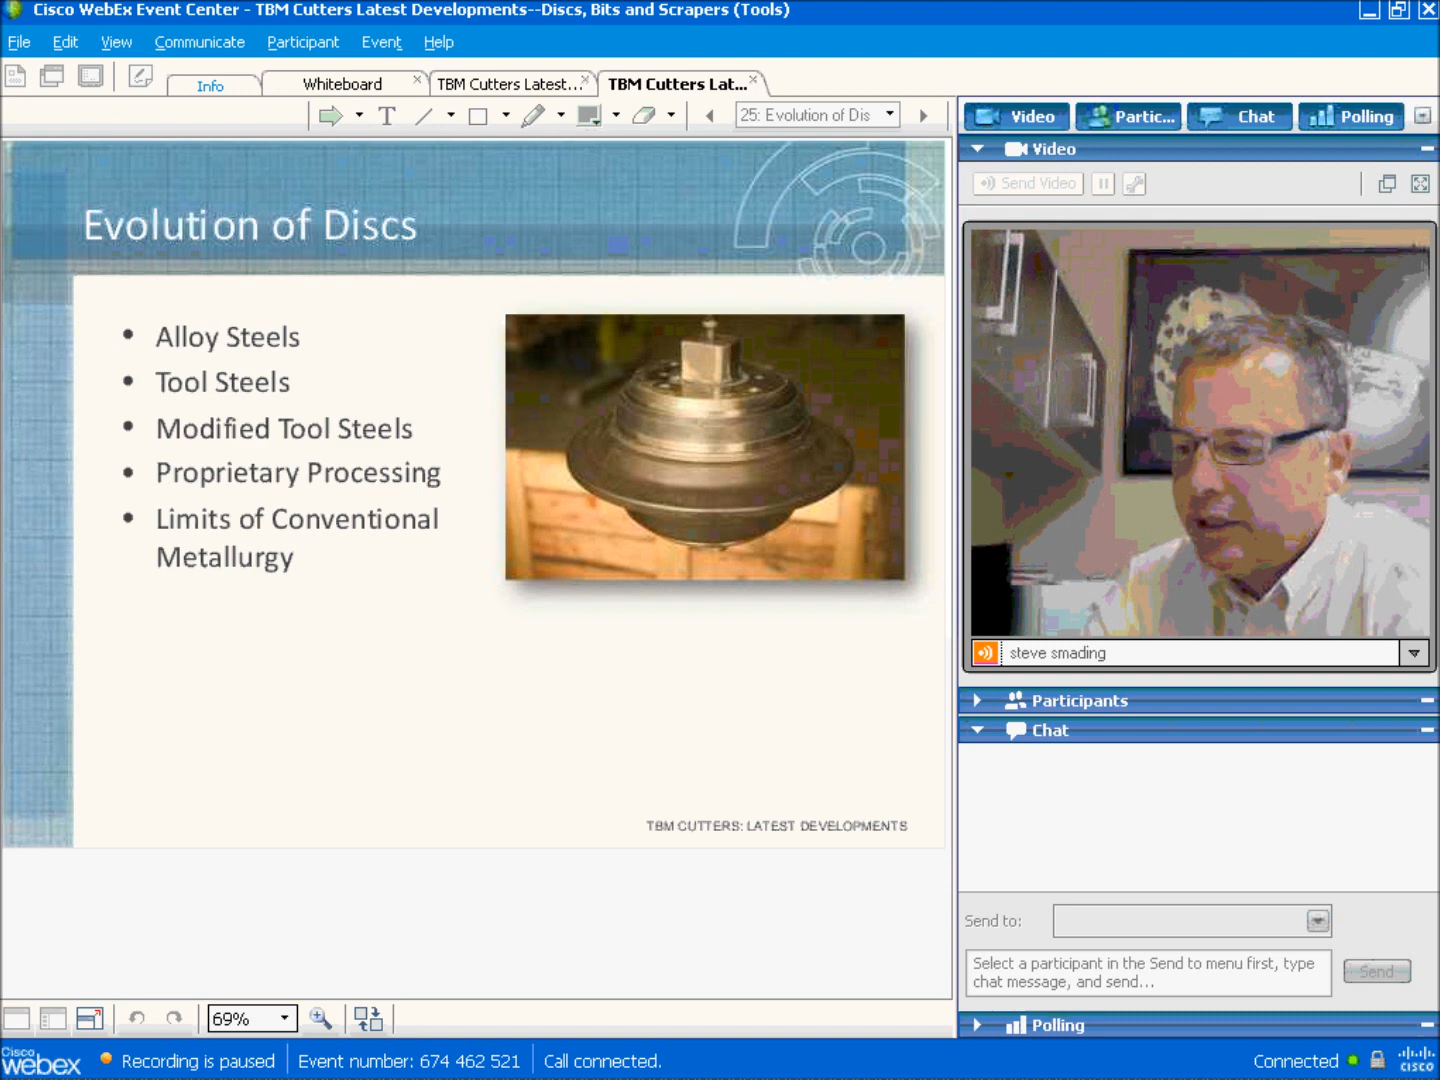 Cisco WebEx Event Center - TBM Cutters Latest Developments--Discs, Bits and Scrapers (Tools)
File Edit View Communicate Participant Event Help
Info Whiteboard TBM Cutters Latest... TBM Cutters Lat...
T 25: Evolution of Dis
Video Partic... Chat Polling
Video
Send Video
Evolution of Discs
• Alloy Steels
• Tool Steels
• Modified Tool Steels
• Proprietary Processing
• Limits of Conventional
Metallurgy
TBM CUTTERS: LATEST DEVELOPMENTS
steve smading
Participants
Chat
Send to:
Select a participant in the Send to menu first, type
chat message, and send...
Send
Polling
69%
Cisco webex Recording is paused Event number: 674 462 521 Call connected. Connected CISCO